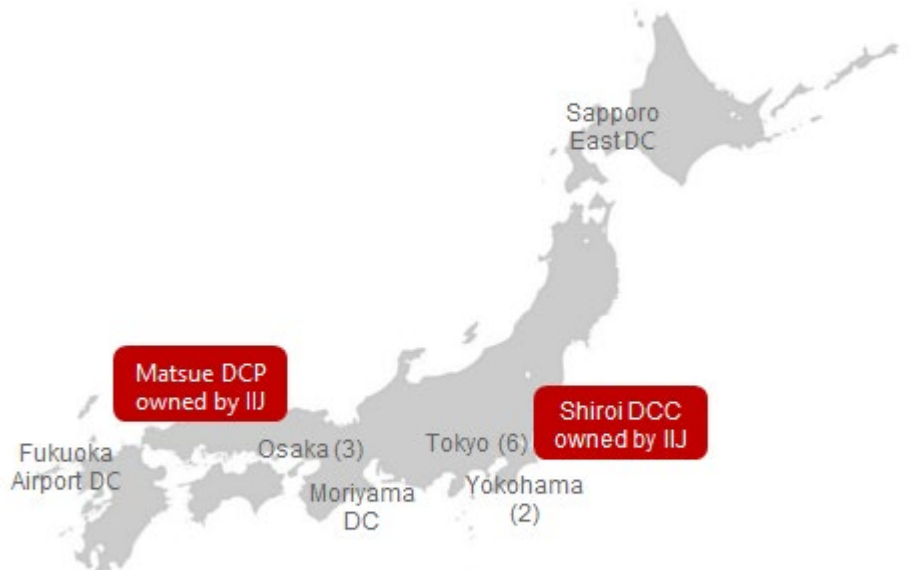 Sapporo
East DC
Matsue DCP
owned by IIJ
Shiroi DCC
owned by IIJ
Fukuoka
Airport DC
Osaka (3)
Tokyo (6)
Moriyama
DC
Yokohama
(2)